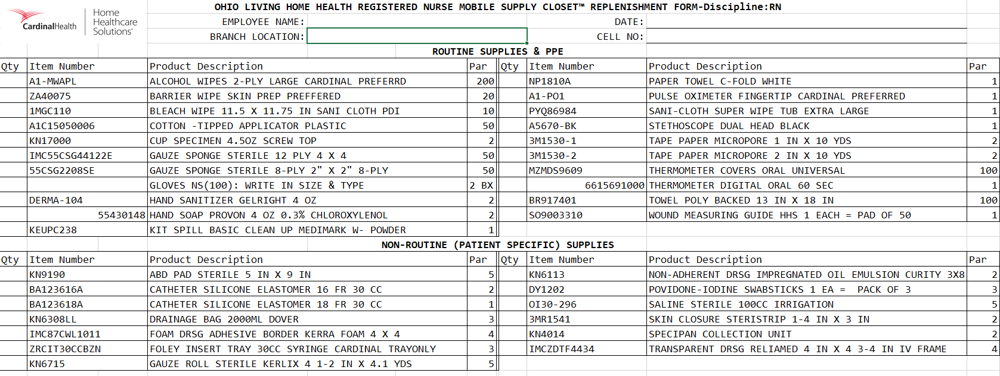 CardinalHealth
Home
Healthcare
Solutions™
OHIO LIVING HOME HEALTH REGISTERED NURSE MOBILE SUPPLY CLOSET™ REPLENISHMENT FORM-Discipline:RN
EMPLOYEE NAME: DATE:
BRANCH LOCATION: CELL NO:
ROUTINE SUPPLIES & PPE
Qty Item Number Product Description Par Qty Item Number Product Description Par
A1-MWAPL ALCOHOL WIPES 2-PLY LARGE CARDINAL PREFERRD 200 NP1810A PAPER TOWEL C-FOLD WHITE 1
ZA40075 BARRIER WIPE SKIN PREP PREFFERED 20 A1-PO1 PULSE OXIMETER FINGERTIP CARDINAL PREFERRED 1
1MGC110 BLEACH WIPE 11.5 X 11.75 IN SANI CLOTH PDI 10 PYQ86984 SANI-CLOTH SUPER WIPE TUB EXTRA LARGE 1
A1C15050006 COTTON -TIPPED APPLICATOR PLASTIC 50 A5670-BK STETHOSCOPE DUAL HEAD BLACK 1
KN17000 CUP SPECIMEN 4.5OZ SCREW TOP 2 3M1530-1 TAPE PAPER MICROPORE 1 IN X 10 YDS 2
IMC55CSG44122E GAUZE SPONGE STERILE 12 PLY 4 X 4 50 3M1530-2 TAPE PAPER MICROPORE 2 IN X 10 YDS 2
55CSG2208SE GAUZE SPONGE STERILE 8-PLY 2" X 2" 8-PLY 50 MZMDS9609 THERMOMETER COVERS ORAL UNIVERSAL 100
GLOVES NS(100): WRITE IN SIZE & TYPE 2 BX 6615691000 THERMOMETER DIGITAL ORAL 60 SEC 1
DERMA-104 HAND SANITIZER GELRIGHT 4 OZ 2 BR917401 TOWEL POLY BACKED 13 IN X 18 IN 100
55430148 HAND SOAP PROVON 4 OZ 0.3% CHLOROXYLENOL 2 SO9003310 WOUND MEASURING GUIDE HHS 1 EACH = PAD OF 50 1
KEUPC238 KIT SPILL BASIC CLEAN UP MEDIMARK W- POWDER 1
NON-ROUTINE (PATIENT SPECIFIC) SUPPLIES
Qty Item Number Product Description Par Qty Item Number Product Description Par
KN9190 ABD PAD STERILE 5 IN X 9 IN 5 KN6113 NON-ADHERENT DRSG IMPREGNATED OIL EMULSION CURITY 3X8 2
BA123616A CATHETER SILICONE ELASTOMER 16 FR 30 CC 2 DY1202 POVIDONE-IODINE SWABSTICKS 1 EA = PACK OF 3 3
BA123618A CATHETER SILICONE ELASTOMER 18 FR 30 CC 1 OI30-296 SALINE STERILE 100CC IRRIGATION 5
KN6308LL DRAINAGE BAG 2000ML DOVER 3 3MR1541 SKIN CLOSURE STERISTRIP 1-4 IN X 3 IN 2
IMC87CWL1011 FOAM DRSG ADHESIVE BORDER KERRA FOAM 4 X 4 4 KN4014 SPECIPAN COLLECTION UNIT 2
ZRCIT30CCBZN FOLEY INSERT TRAY 30CC SYRINGE CARDINAL TRAYONLY 3 IMCZDTF4434 TRANSPARENT DRSG RELIAMED 4 IN X 4 3-4 IN IV FRAME 4
KN6715 GAUZE ROLL STERILE KERLIX 4 1-2 IN X 4.1 YDS 5